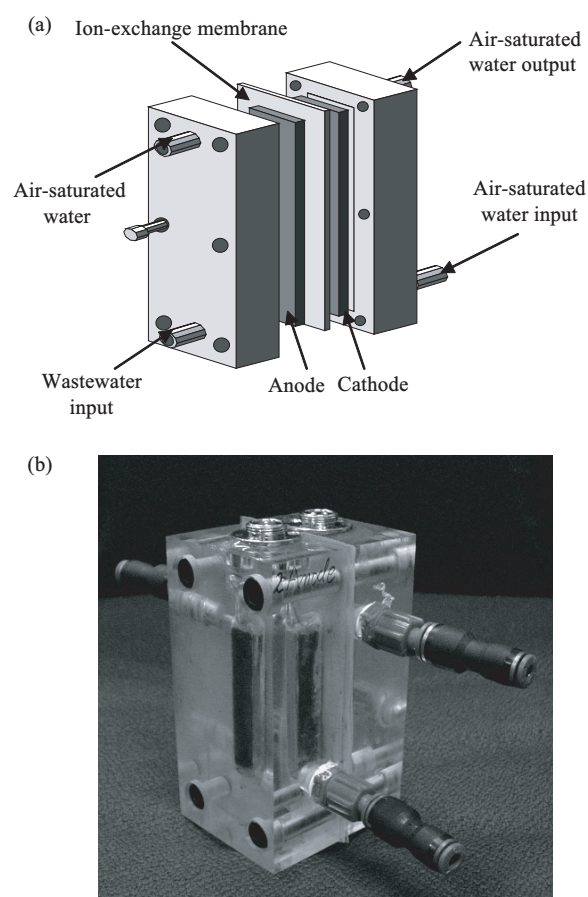 (a)
Ion-exchange membrane
Air-saturated
water output
Air-saturated
water
Air-saturated
water input
Wastewater
input
Anode
Cathode
(b)